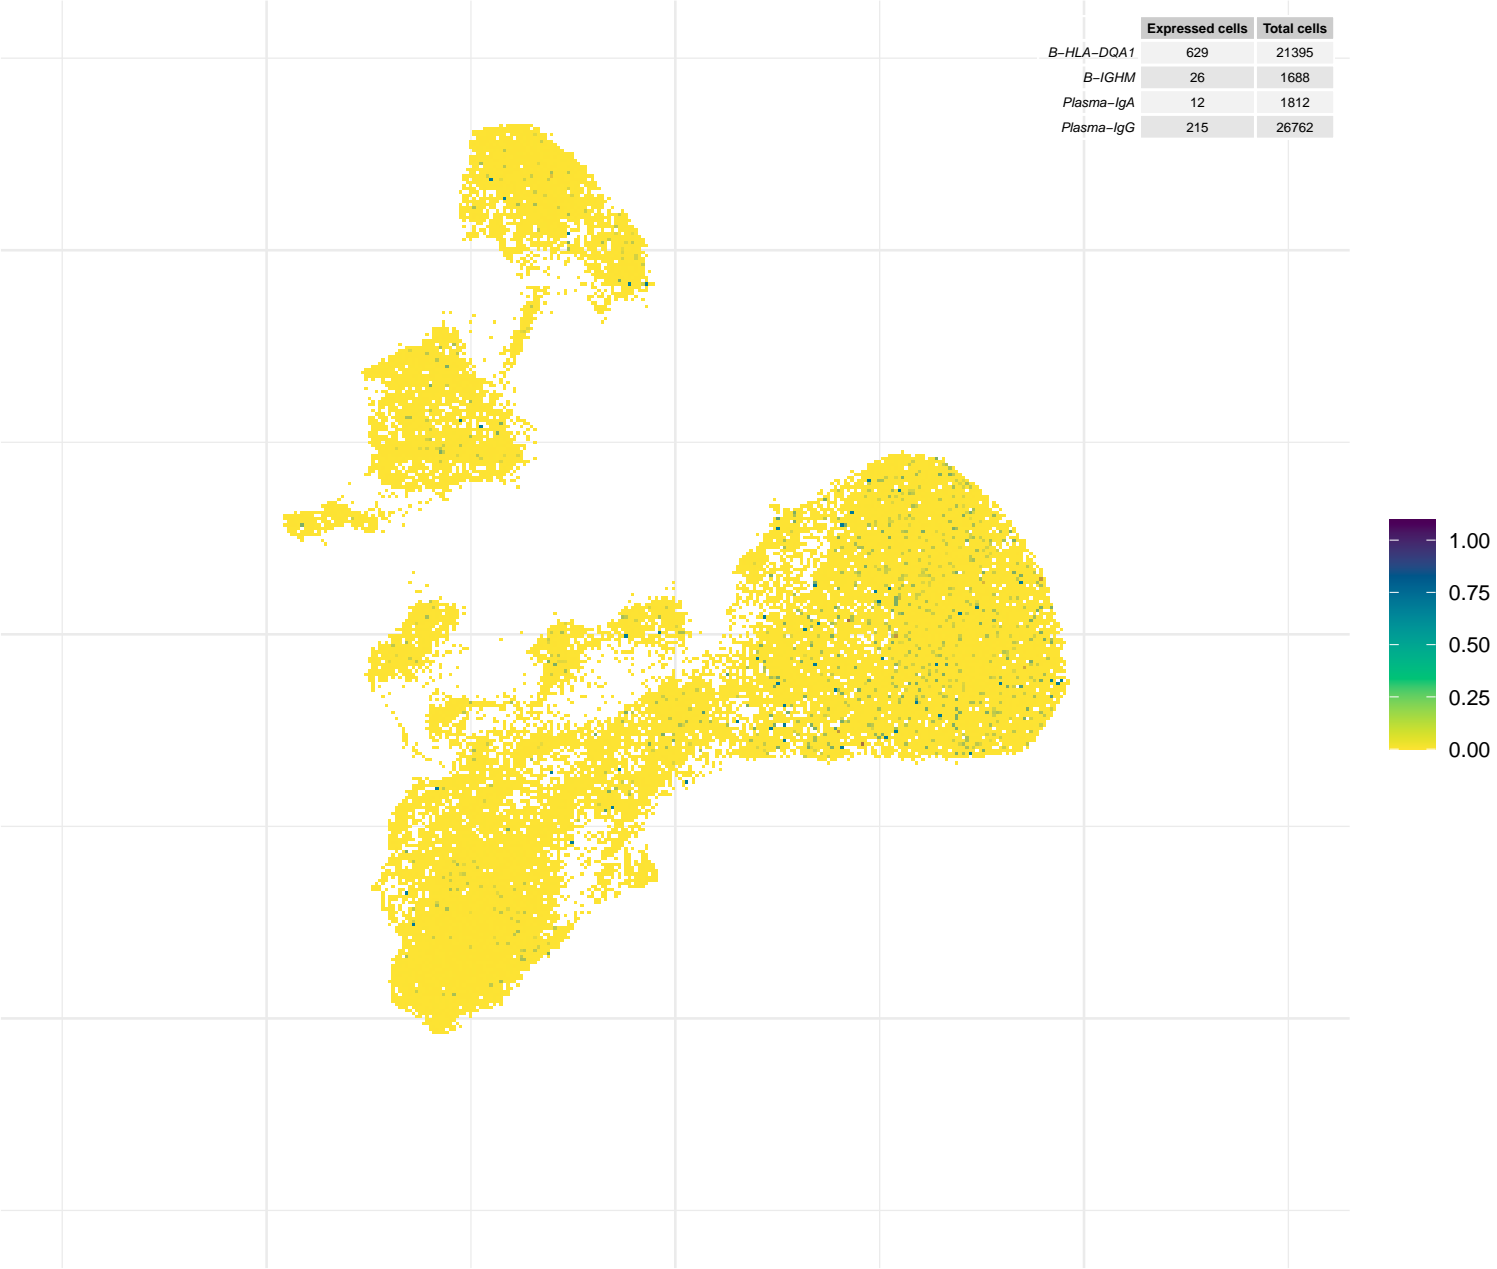 Expressed cells Total cells
B-HLA-DQA1 629 21395
B-IGHM 26 1688
Plasma-IgA 12 1812
Plasma-IgG 215 26762
1.00
0.75
0.50
0.25
0.00